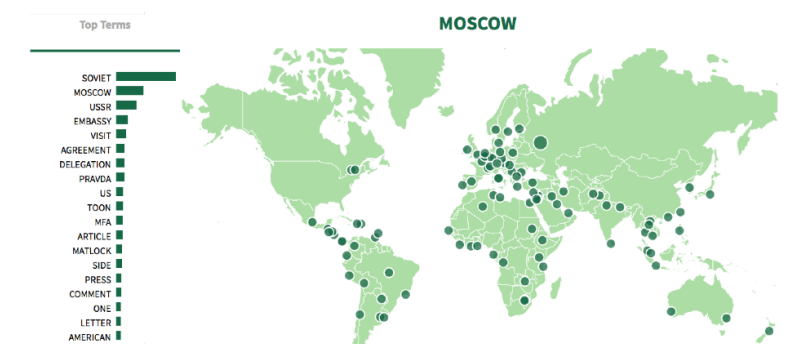 Top Terms
MOSCOW
SOVIET
MOSCOW
USSR
EMBASSY
VISIT
AGREEMENT
DELEGATION
PRAVDA
US
TOON
MFA
ARTICLE
MATLOCK
SIDE
PRESS
COMMENT
ONE
LETTER
AMERICAN